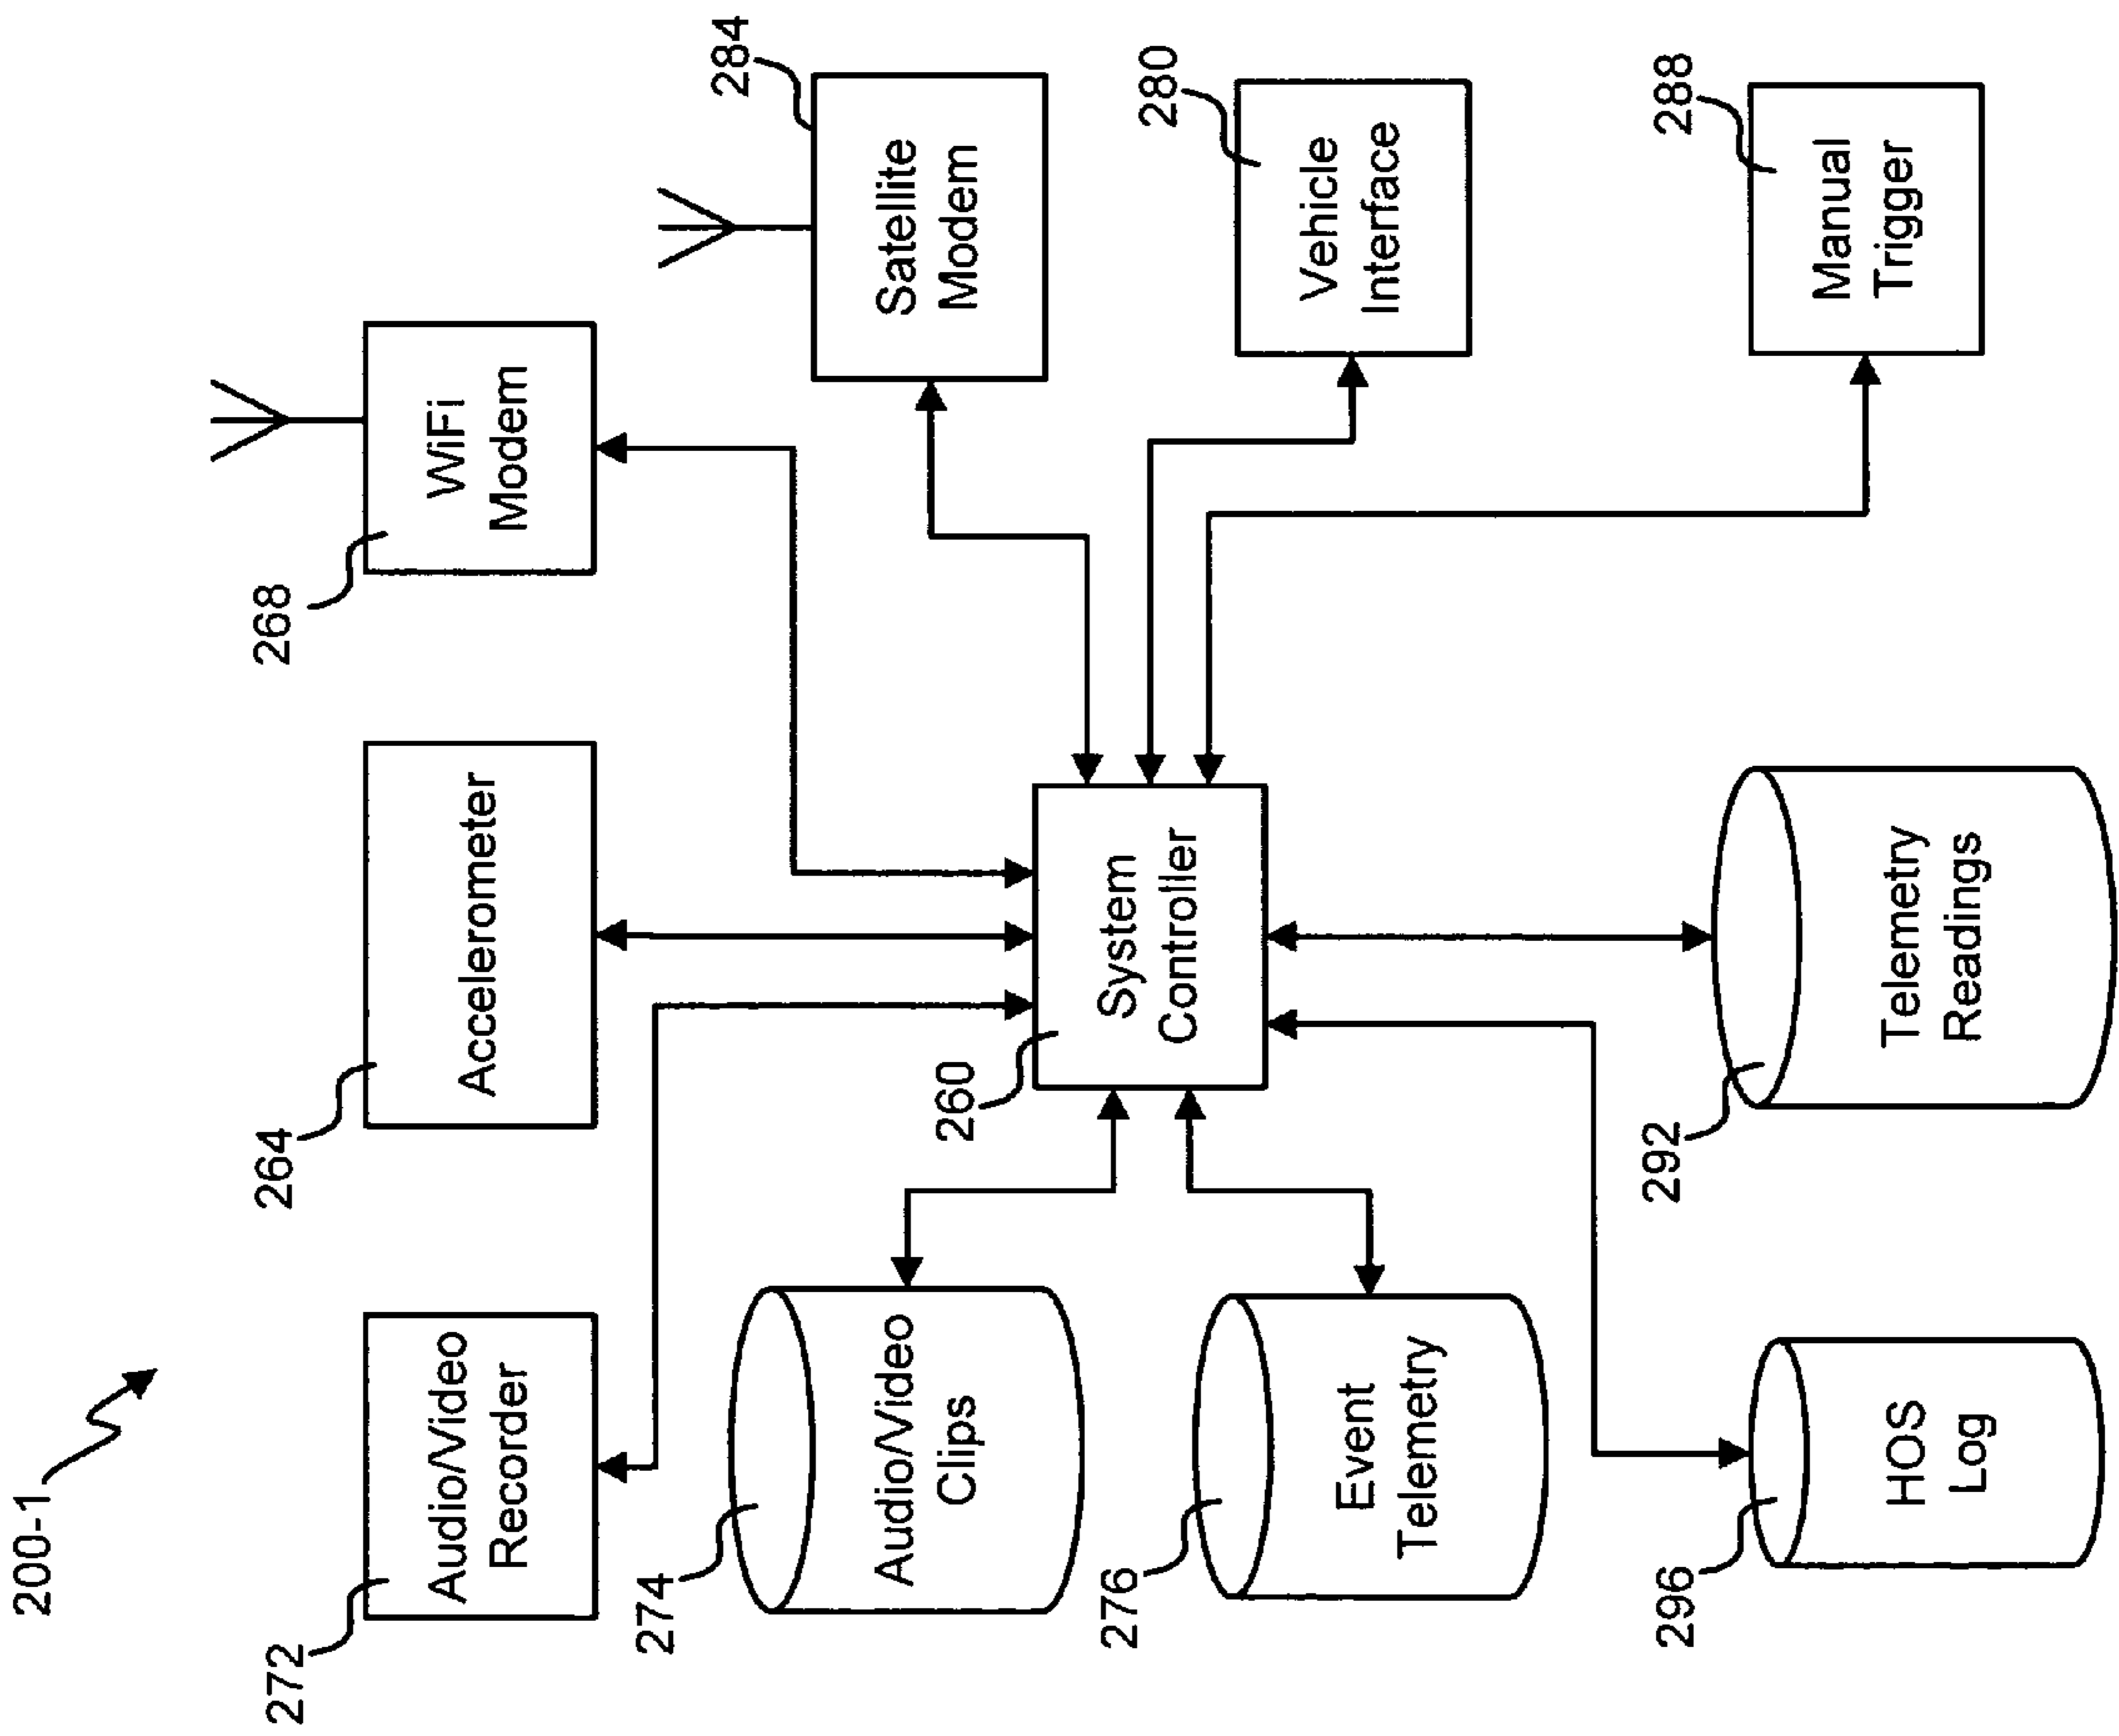 200-1
272
Audio/Video
Recorder
264
Accelerometer
268
WiFi
Modem
284
Satellite
Modem
274
Audio/Video
Clips
260
System
Controller
280
Vehicle
Interface
276
Event
Telemetry
288
Manual
Trigger
296
HOS
Log
292
Telemetry
Readings